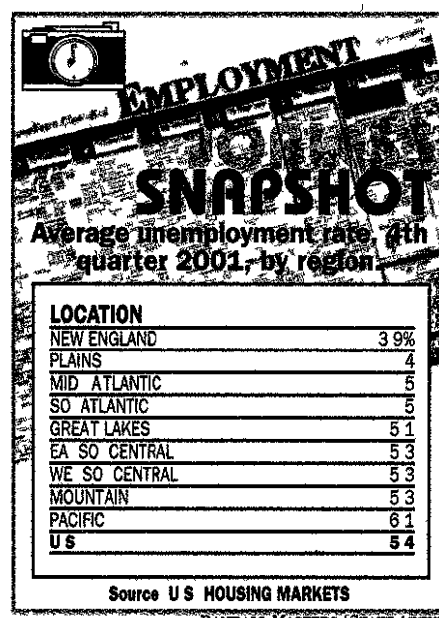 EMPLOYMENT
SNAPSHOT
Average unemployment rate, 4th
quarter 2001, by region.
LOCATION
NEW ENGLAND 3 9%
PLAINS 4
MID ATLANTIC 5
SO ATLANTIC 5
GREAT LAKES 5 1
EA SO CENTRAL 5 3
WE SO CENTRAL 5 3
MOUNTAIN 5 3
PACIFIC 6 1
U S 5 4
Source U S HOUSING MARKETS